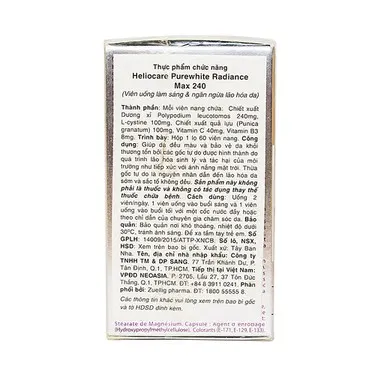 Thực phẩm chức năng
Heliocare Purewhite Radiance
Max 240
(Viên uống làm sáng & ngăn ngừa lão hóa da)
Thành phần: Mỗi viên nang chứa: Chiết xuất
Dương xỉ Polypodium leucotomos 240mg,
L-cystine 100mg, Chiết xuất quả lựu (Punica
granatum) 100mg, Vitamin C 40mg, Vitamin B3
8mg. Trình bày: Hộp 1 lọ 60 viên nang. Công
dụng: Giúp da đều màu và bảo vệ da khỏi
thương tổn bởi các gốc tự do được hình thành do
quá trình lão hóa sinh lý và tác hại của môi
trường như tiếp xúc với ánh nắng mặt trời. Thừa
gốc tự do là nguyên nhân dẫn đến lão hóa da
sớm và sắc tố không đều. Sản phẩm này không
phải là thuốc và không có tác dụng thay thế
thuốc chữa bệnh. Cách dùng: Uống 2
viên/ngày, 1 viên uống vào buổi sáng và 1 viên
uống vào buổi tối với một cốc nước đầy hoặc
theo chỉ dẫn của chuyên gia chăm sóc da. Bảo
quản: Bảo quản nơi khô thoáng, nhiệt độ dưới
30°C, tránh ánh sáng. Để xa tầm tay trẻ em. Số
GPLH: 14009/2015/ATTP-XNCB. Số lô, NSX,
HSD: Xem trên bao bì gốc. Xuất xứ: Tây Ban
Nha. Tên, địa chỉ nhà nhập khẩu: Công ty
TNHH TM & DP SANG. 77 Trần Khánh Dư, P.
Tân Định, Q.1, TP.HCM. Tiếp thị tại Việt Nam:
VPĐD NEOASIA. P. 2705, Lầu 27, 37 Tôn Đức
Thắng, Q.1, TPHCM. ĐT: +84 8 3911 0241. Phân
phối bởi: Zuellig pharma. ĐT: 1800 55555 8.
Các thông tin khác vui lòng xem trên bao bì gốc
và tờ HDSD đính kèm.
Stéarate de Magnésium. Capsule: Agent d'enrobage
(Hydroxypropylmethylcellulose), Colorants (E-171, E-132, E-133)